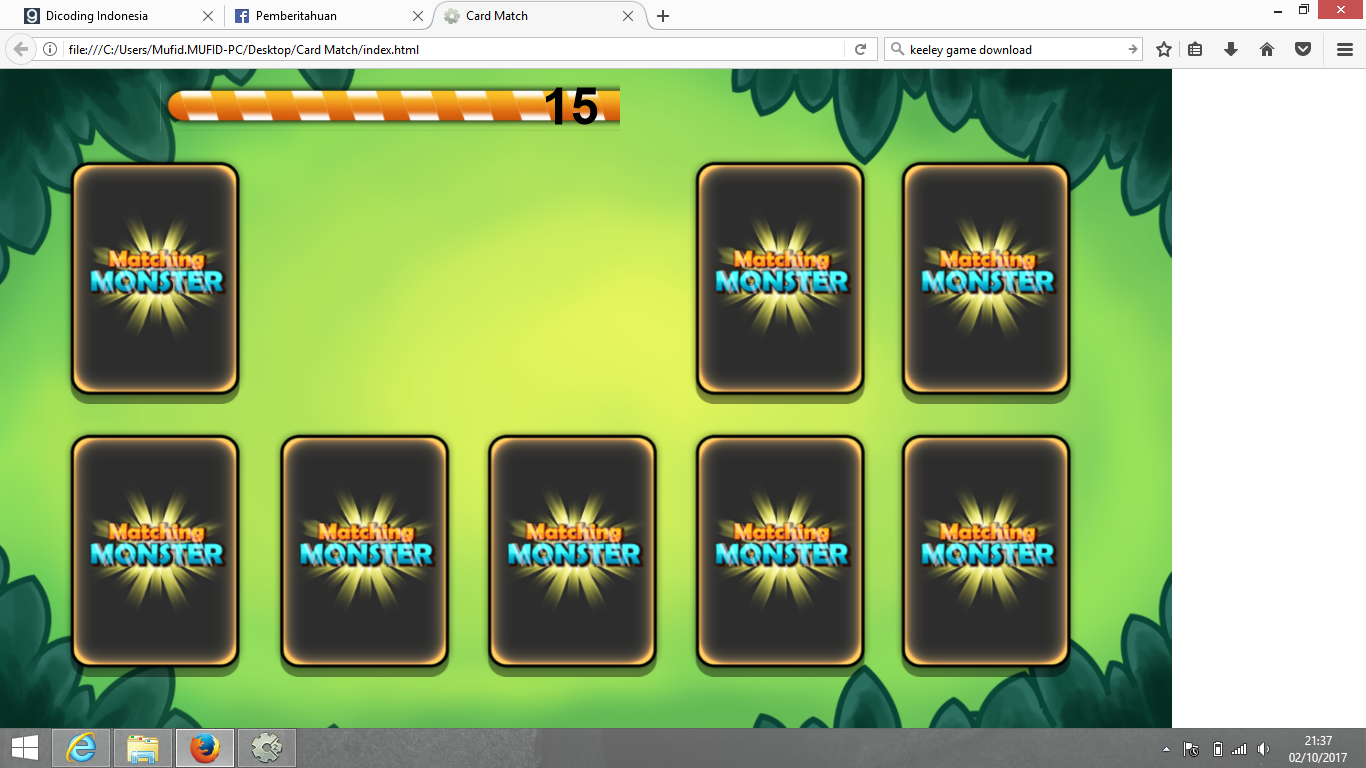 Dicoding Indonesia
Pemberitahuan
Card Match
file:///C:/Users/Mufid.MUFID-PC/Desktop/Card Match/index.html
keeley game download
15
Matching
MONSTER
Matching
MONSTER
Matching
MONSTER
Matching
MONSTER
Matching
MONSTER
Matching
MONSTER
Matching
MONSTER
Matching
MONSTER
21:37
02/10/2017